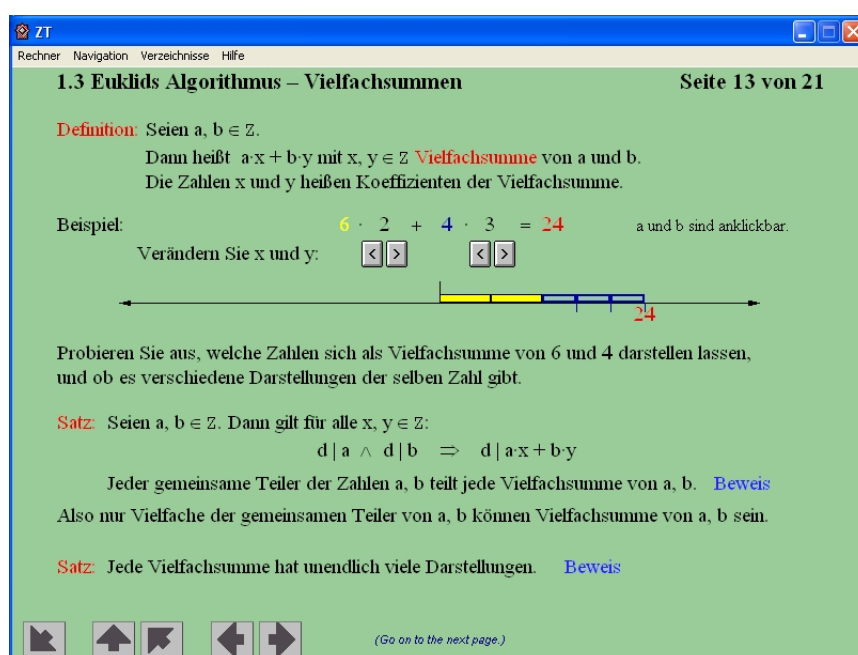 ZT
Rechner Navigation Verzeichnisse Hilfe
1.3 Euklids Algorithmus – Vielfachsummen Seite 13 von 21
Definition: Seien a, b ∈ Z.
Dann heißt a·x + b·y mit x, y ∈ Z Vielfachsumme von a und b.
Die Zahlen x und y heißen Koeffizienten der Vielfachsumme.
Beispiel: 6 · 2 + 4 · 3 = 24 a und b sind anklickbar.
Verändern Sie x und y: < > < >
24
Probieren Sie aus, welche Zahlen sich als Vielfachsumme von 6 und 4 darstellen lassen,
und ob es verschiedene Darstellungen der selben Zahl gibt.
Satz: Seien a, b ∈ Z. Dann gilt für alle x, y ∈ Z:
d | a ∧ d | b ⇒ d | a·x + b·y
Jeder gemeinsame Teiler der Zahlen a, b teilt jede Vielfachsumme von a, b. Beweis
Also nur Vielfache der gemeinsamen Teiler von a, b können Vielfachsumme von a, b sein.
Satz: Jede Vielfachsumme hat unendlich viele Darstellungen. Beweis
(Go on to the next page.)